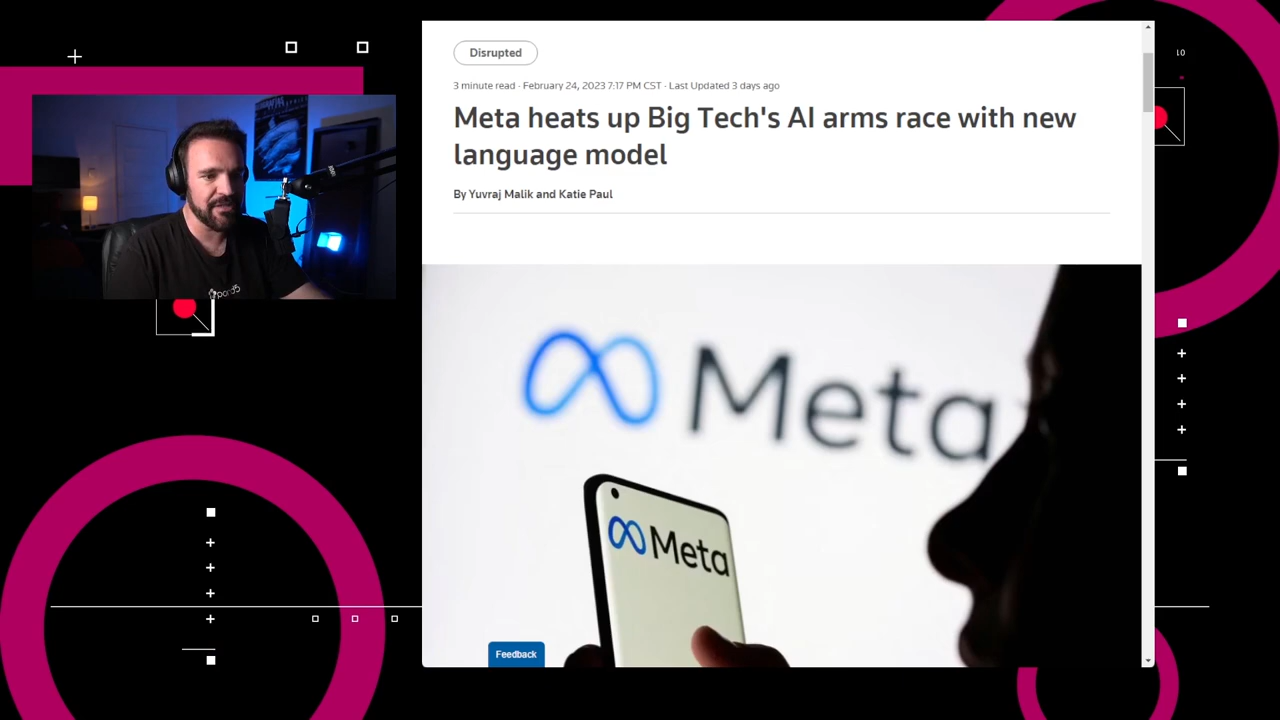 Disrupted
3 minute read · February 24, 2023 7:17 PM CST · Last Updated 3 days ago
Meta heats up Big Tech's AI arms race with new
language model
By Yuvraj Malik and Katie Paul
Meta
Meta
Feedback